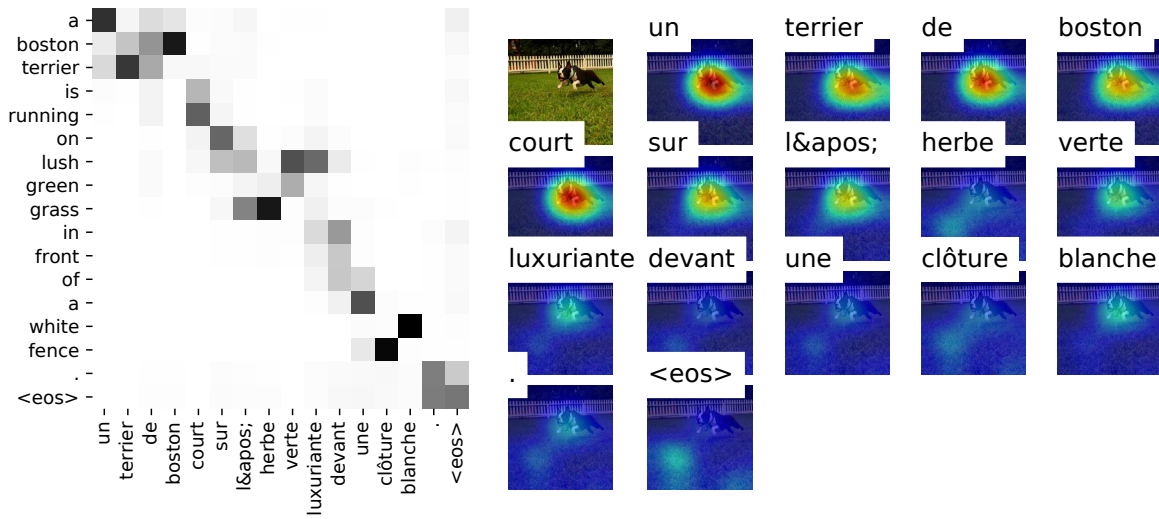 a
boston
terrier
is
running
on
lush
green
grass
in
front
of
a
white
fence
.
<eos>
un
terrier
de
boston
court
sur
l&apos;
herbe
verte
luxuriante
devant
une
clôture
blanche
.
<eos>
un terrier de boston
court sur l&apos; herbe verte
luxuriante devant une clôture blanche
. <eos>